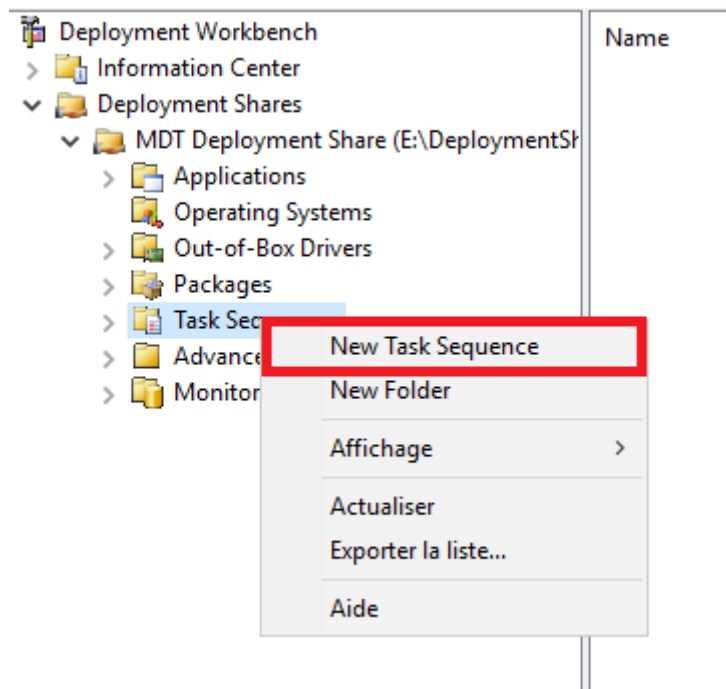 Deployment Workbench
Name
Information Center
Deployment Shares
MDT Deployment Share (E:\DeploymentSh
Applications
Operating Systems
Out-of-Box Drivers
Packages
Task Seq
New Task Sequence
Advance
New Folder
Monitor
Affichage
Actualiser
Exporter la liste...
Aide